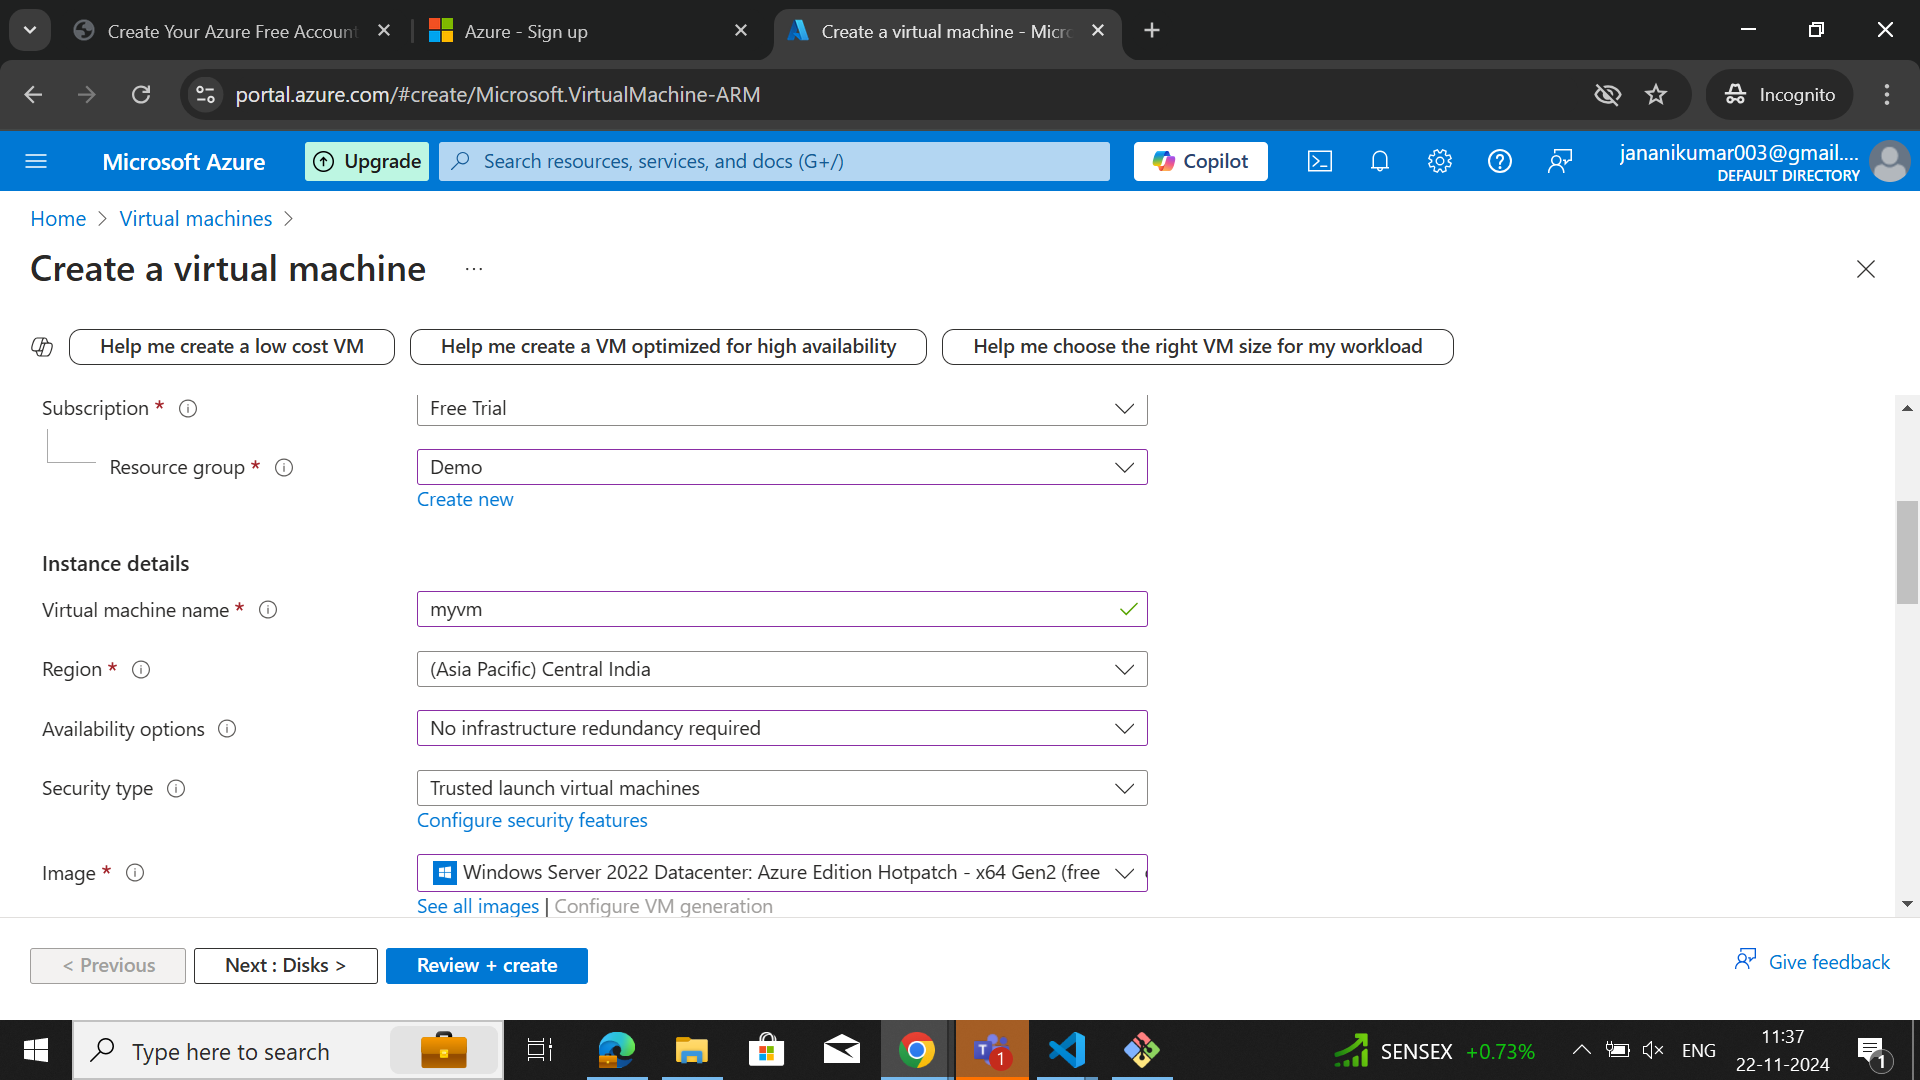 Create Your Azure Free Account
Azure - Sign up
Create a virtual machine - Micro
portal.azure.com/#create/Microsoft.VirtualMachine-ARM
Incognito
Microsoft Azure
Upgrade
Search resources, services, and docs (G+/)
Copilot
jananikumar003@gmail....
DEFAULT DIRECTORY
Home > Virtual machines >
Create a virtual machine ...
Help me create a low cost VM
Help me create a VM optimized for high availability
Help me choose the right VM size for my workload
Subscription *
Free Trial
Resource group *
Demo
Create new
Instance details
Virtual machine name *
myvm
Region *
(Asia Pacific) Central India
Availability options
No infrastructure redundancy required
Security type
Trusted launch virtual machines
Configure security features
Image *
Windows Server 2022 Datacenter: Azure Edition Hotpatch - x64 Gen2 (free
See all images | Configure VM generation
< Previous
Next : Disks >
Review + create
Give feedback
Type here to search
1
SENSEX +0.73%
ENG
11:37
22-11-2024
1